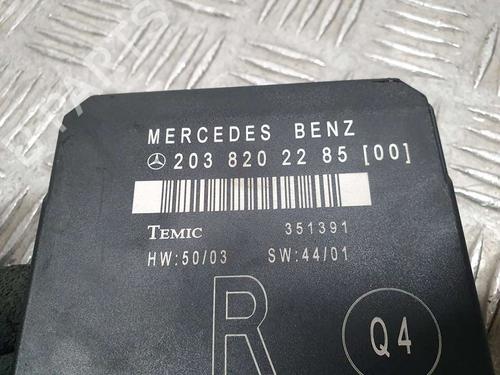 MERCEDES BENZ
203 820 22 85 [00]
TEMIC 351391
HW:50/03 SW:44/01
R
Q4